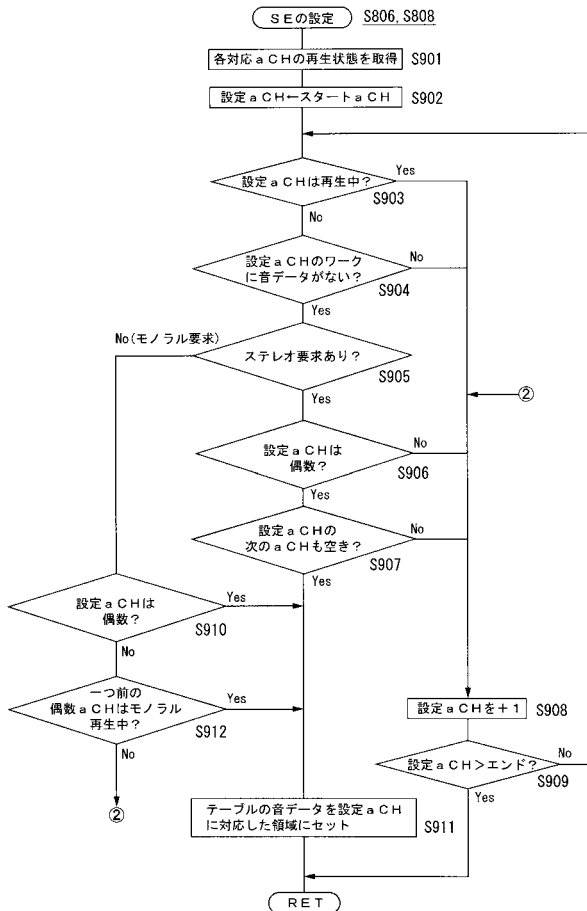 SEの設定 S806, S808
各対応aCHの再生状態を取得 S901
設定aCH←スタートaCH S902
設定aCHは再生中? S903
Yes
No
設定aCHのワーク
に音データがない? S904
No
Yes
No(モノラル要求)
ステレオ要求あり? S905
Yes
②
設定aCHは
偶数? S906
No
Yes
設定aCHの
次のaCHも空き? S907
No
Yes
設定aCHは
偶数? S910
Yes
No
一つ前の
偶数aCHはモノラル
再生中? S912
Yes
No
②
設定aCHを+1 S908
設定aCH>エンド? S909
No
Yes
テーブルの音データを設定aCH
に対応した領域にセット S911
RET